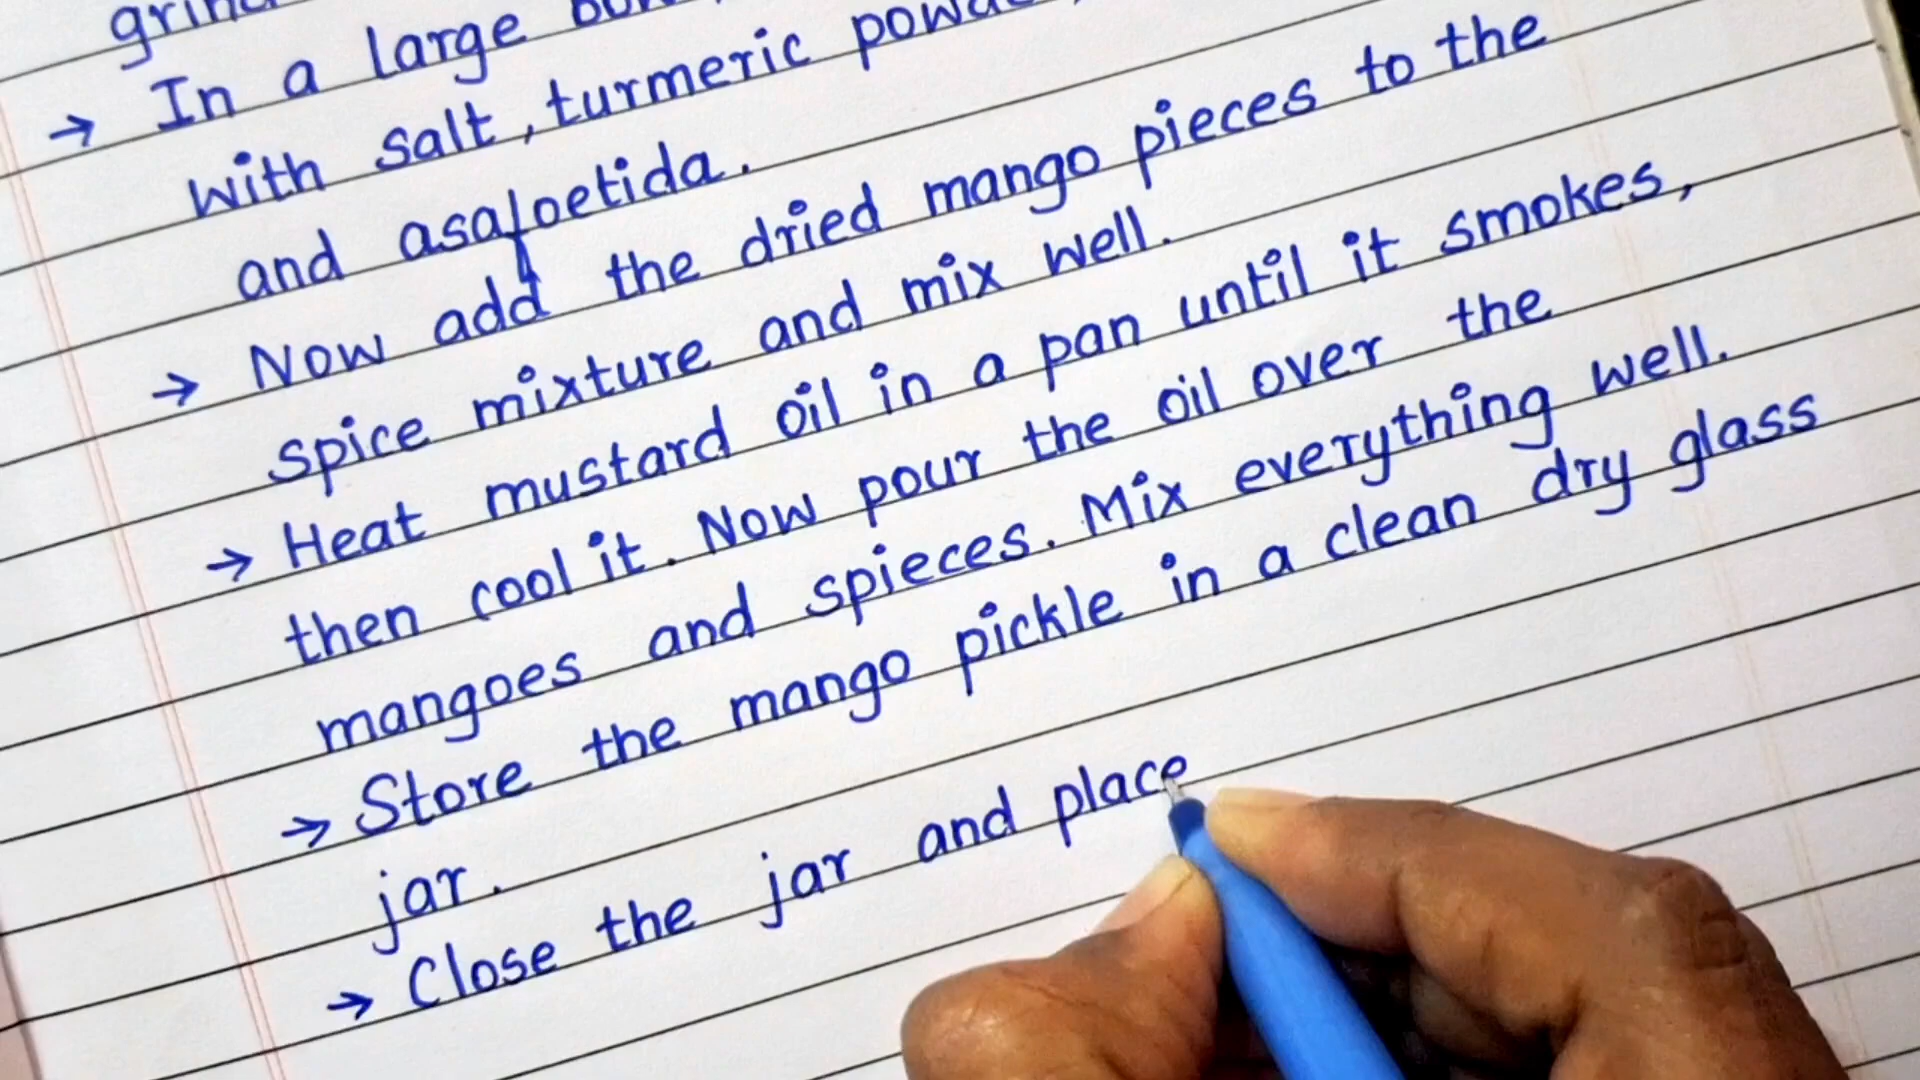 → In a large
with salt, turmeric
and asafoetida.
→ Now add the dried mango pieces to the
spice mixture and mix well.
→ Heat mustard oil in a pan until it smokes,
then cool it. Now pour the oil over the
mangoes and spieces. Mix everything well.
→ Store the mango pickle in a clean dry glass
jar.
→ Close the jar and place